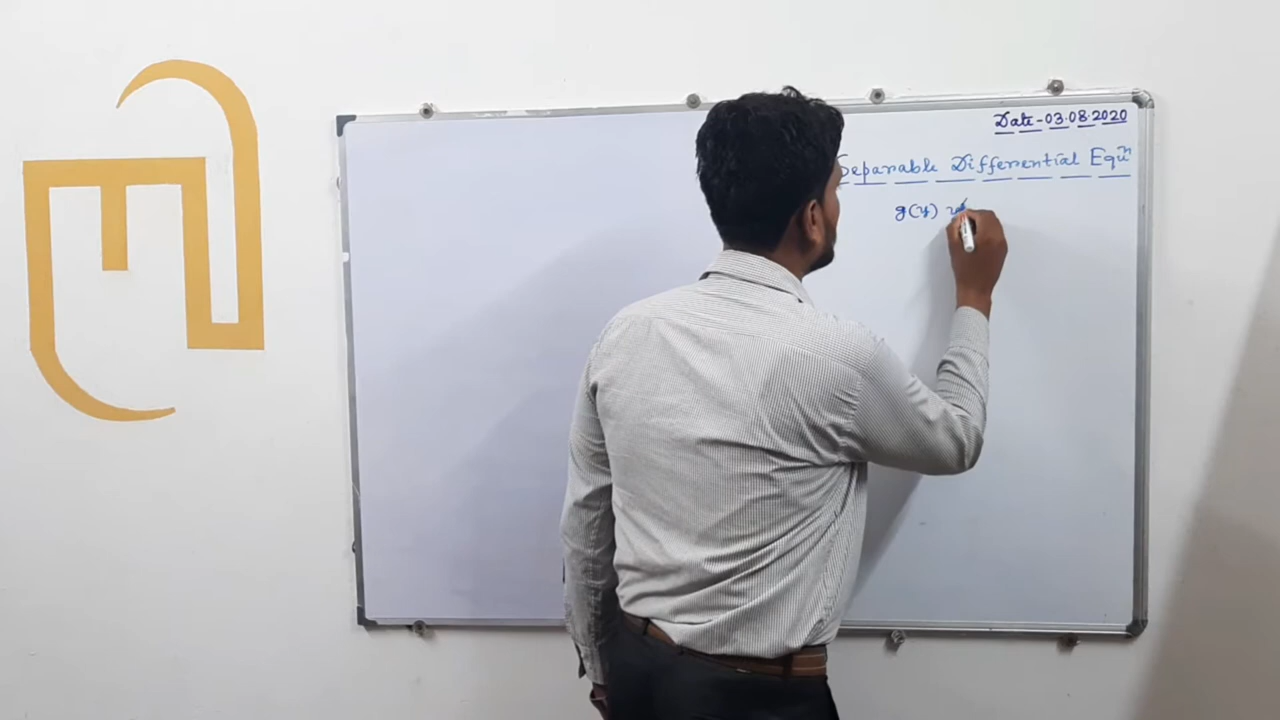 Date-03.08.2020
Separable Differential Equⁿ
g(y)